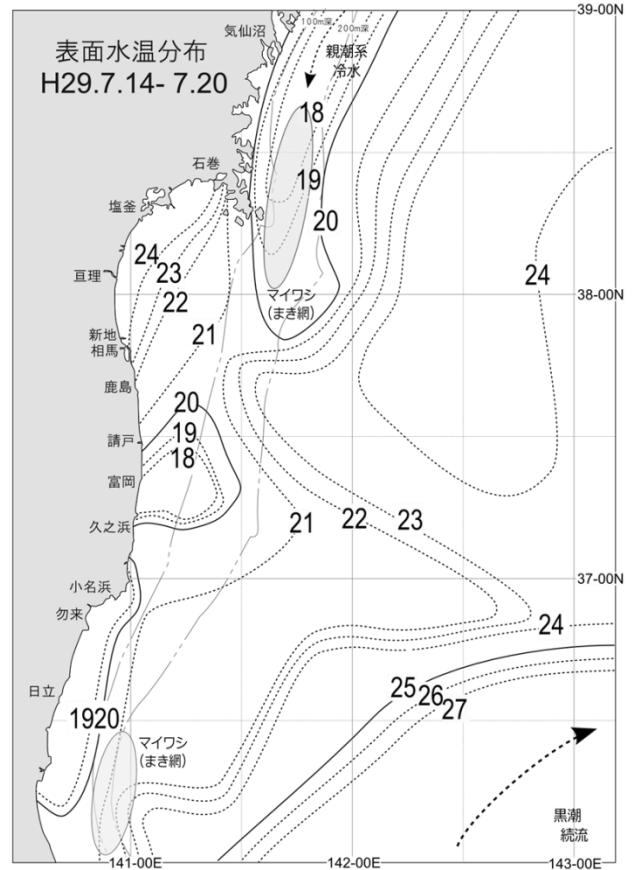 39-00N
気仙沼
100m深
200m深
表面水温分布
H29.7.14- 7.20
親潮系
冷水
18
石巻
19
塩釜
20
24
23
亘理
22
24
マイワシ
(まき網)
38-00N
新地
相馬
21
鹿島
20
19
請戸
18
富岡
久之浜
21
22
23
37-00N
小名浜
勿来
24
日立
25
26
27
1920
マイワシ
(まき網)
黒潮
続流
141-00E
142-00E
143-00E